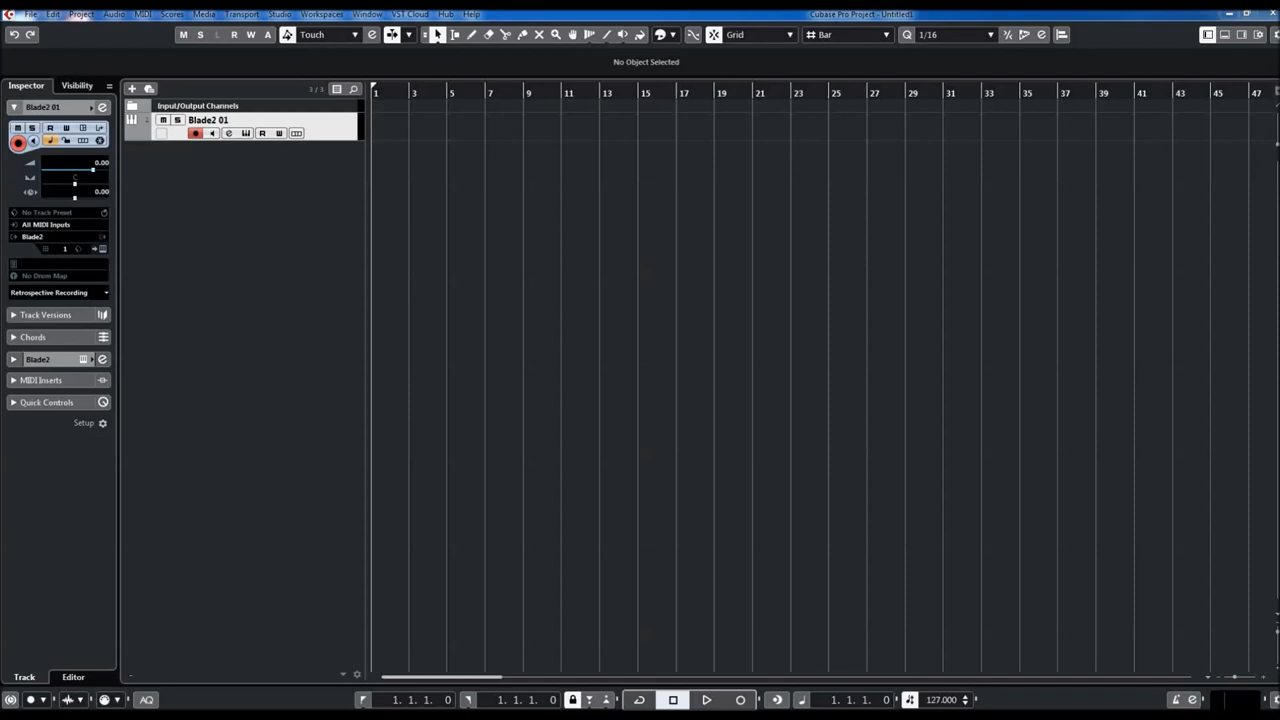 File Edit Project Audio MIDI Scores Media Transport Studio Workspaces Window VST Cloud Hub Help Cubase Pro Project - Untitled1
M S L R W A Touch Grid Bar Q 1/16
No Object Selected
Inspector Visibility
3 / 3
1 3 5 7 9 11 13 15 17 19 21 23 25 27 29 31 33 35 37 39 41 43 45 47
Blade2 01
Input/Output Channels
1 M S Blade2 01
R W
M S R W
0.00
C
0.00
No Track Preset
All MIDI Inputs
Blade2
1
No Drum Map
Retrospective Recording
Track Versions
Chords
Blade2
MIDI Inserts
Quick Controls
Setup
Track Editor
AQ 1. 1. 1. 0 1. 1. 1. 0 1. 1. 1. 0 127.000